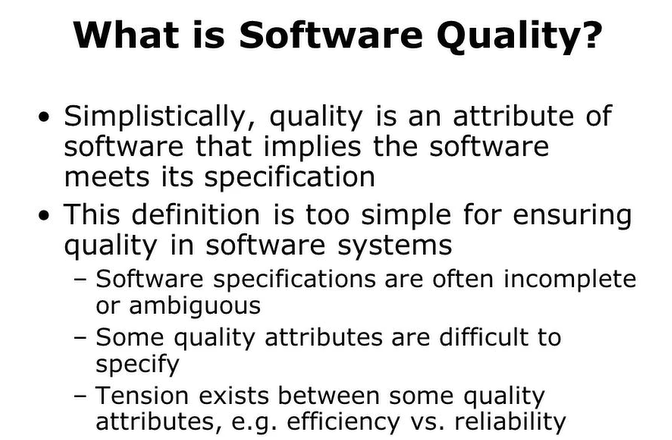 What is Software Quality?
• Simplistically, quality is an attribute of
software that implies the software
meets its specification
• This definition is too simple for ensuring
quality in software systems
– Software specifications are often incomplete
or ambiguous
– Some quality attributes are difficult to
specify
– Tension exists between some quality
attributes, e.g. efficiency vs. reliability